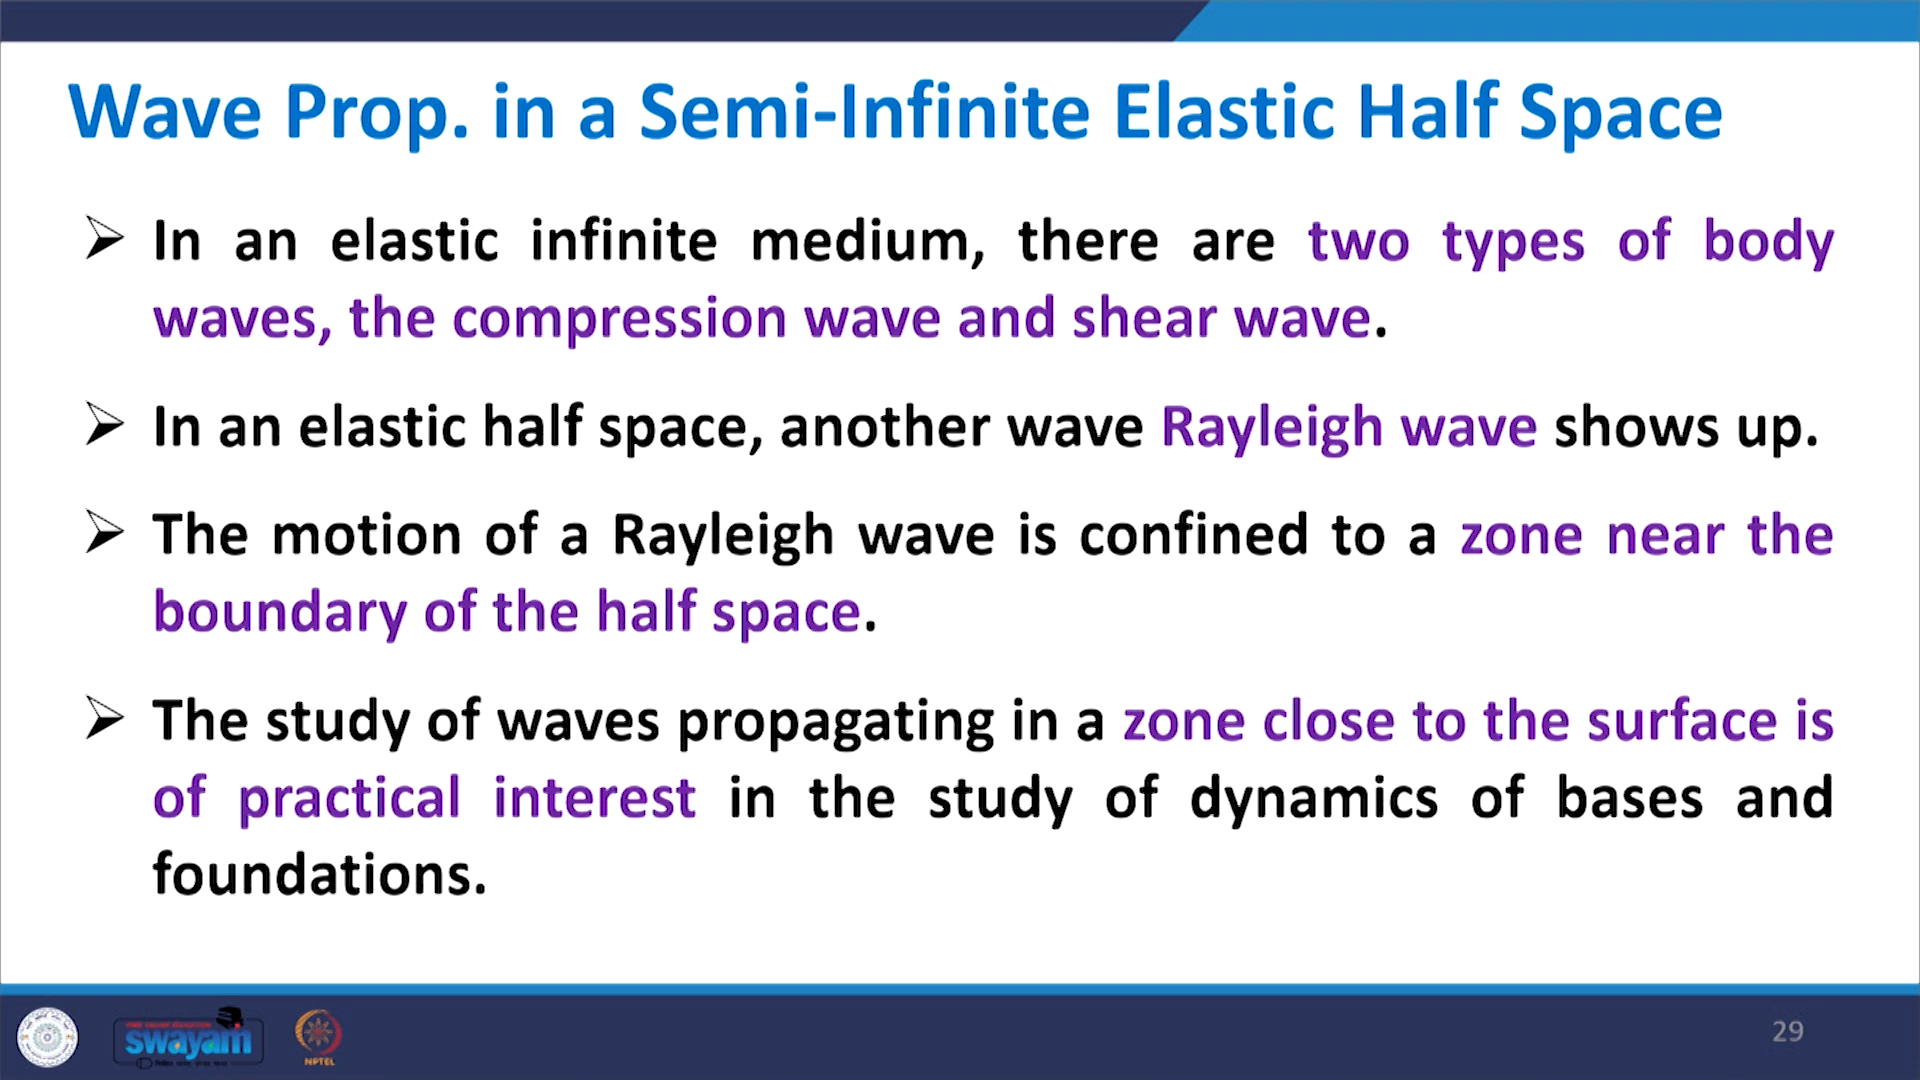 Wave Prop. in a Semi-Infinite Elastic Half Space
➢ In an elastic infinite medium, there are two types of body
waves, the compression wave and shear wave.
➢ In an elastic half space, another wave Rayleigh wave shows up.
➢ The motion of a Rayleigh wave is confined to a zone near the
boundary of the half space.
➢ The study of waves propagating in a zone close to the surface is
of practical interest in the study of dynamics of bases and
foundations.
swayam
NPTEL
29